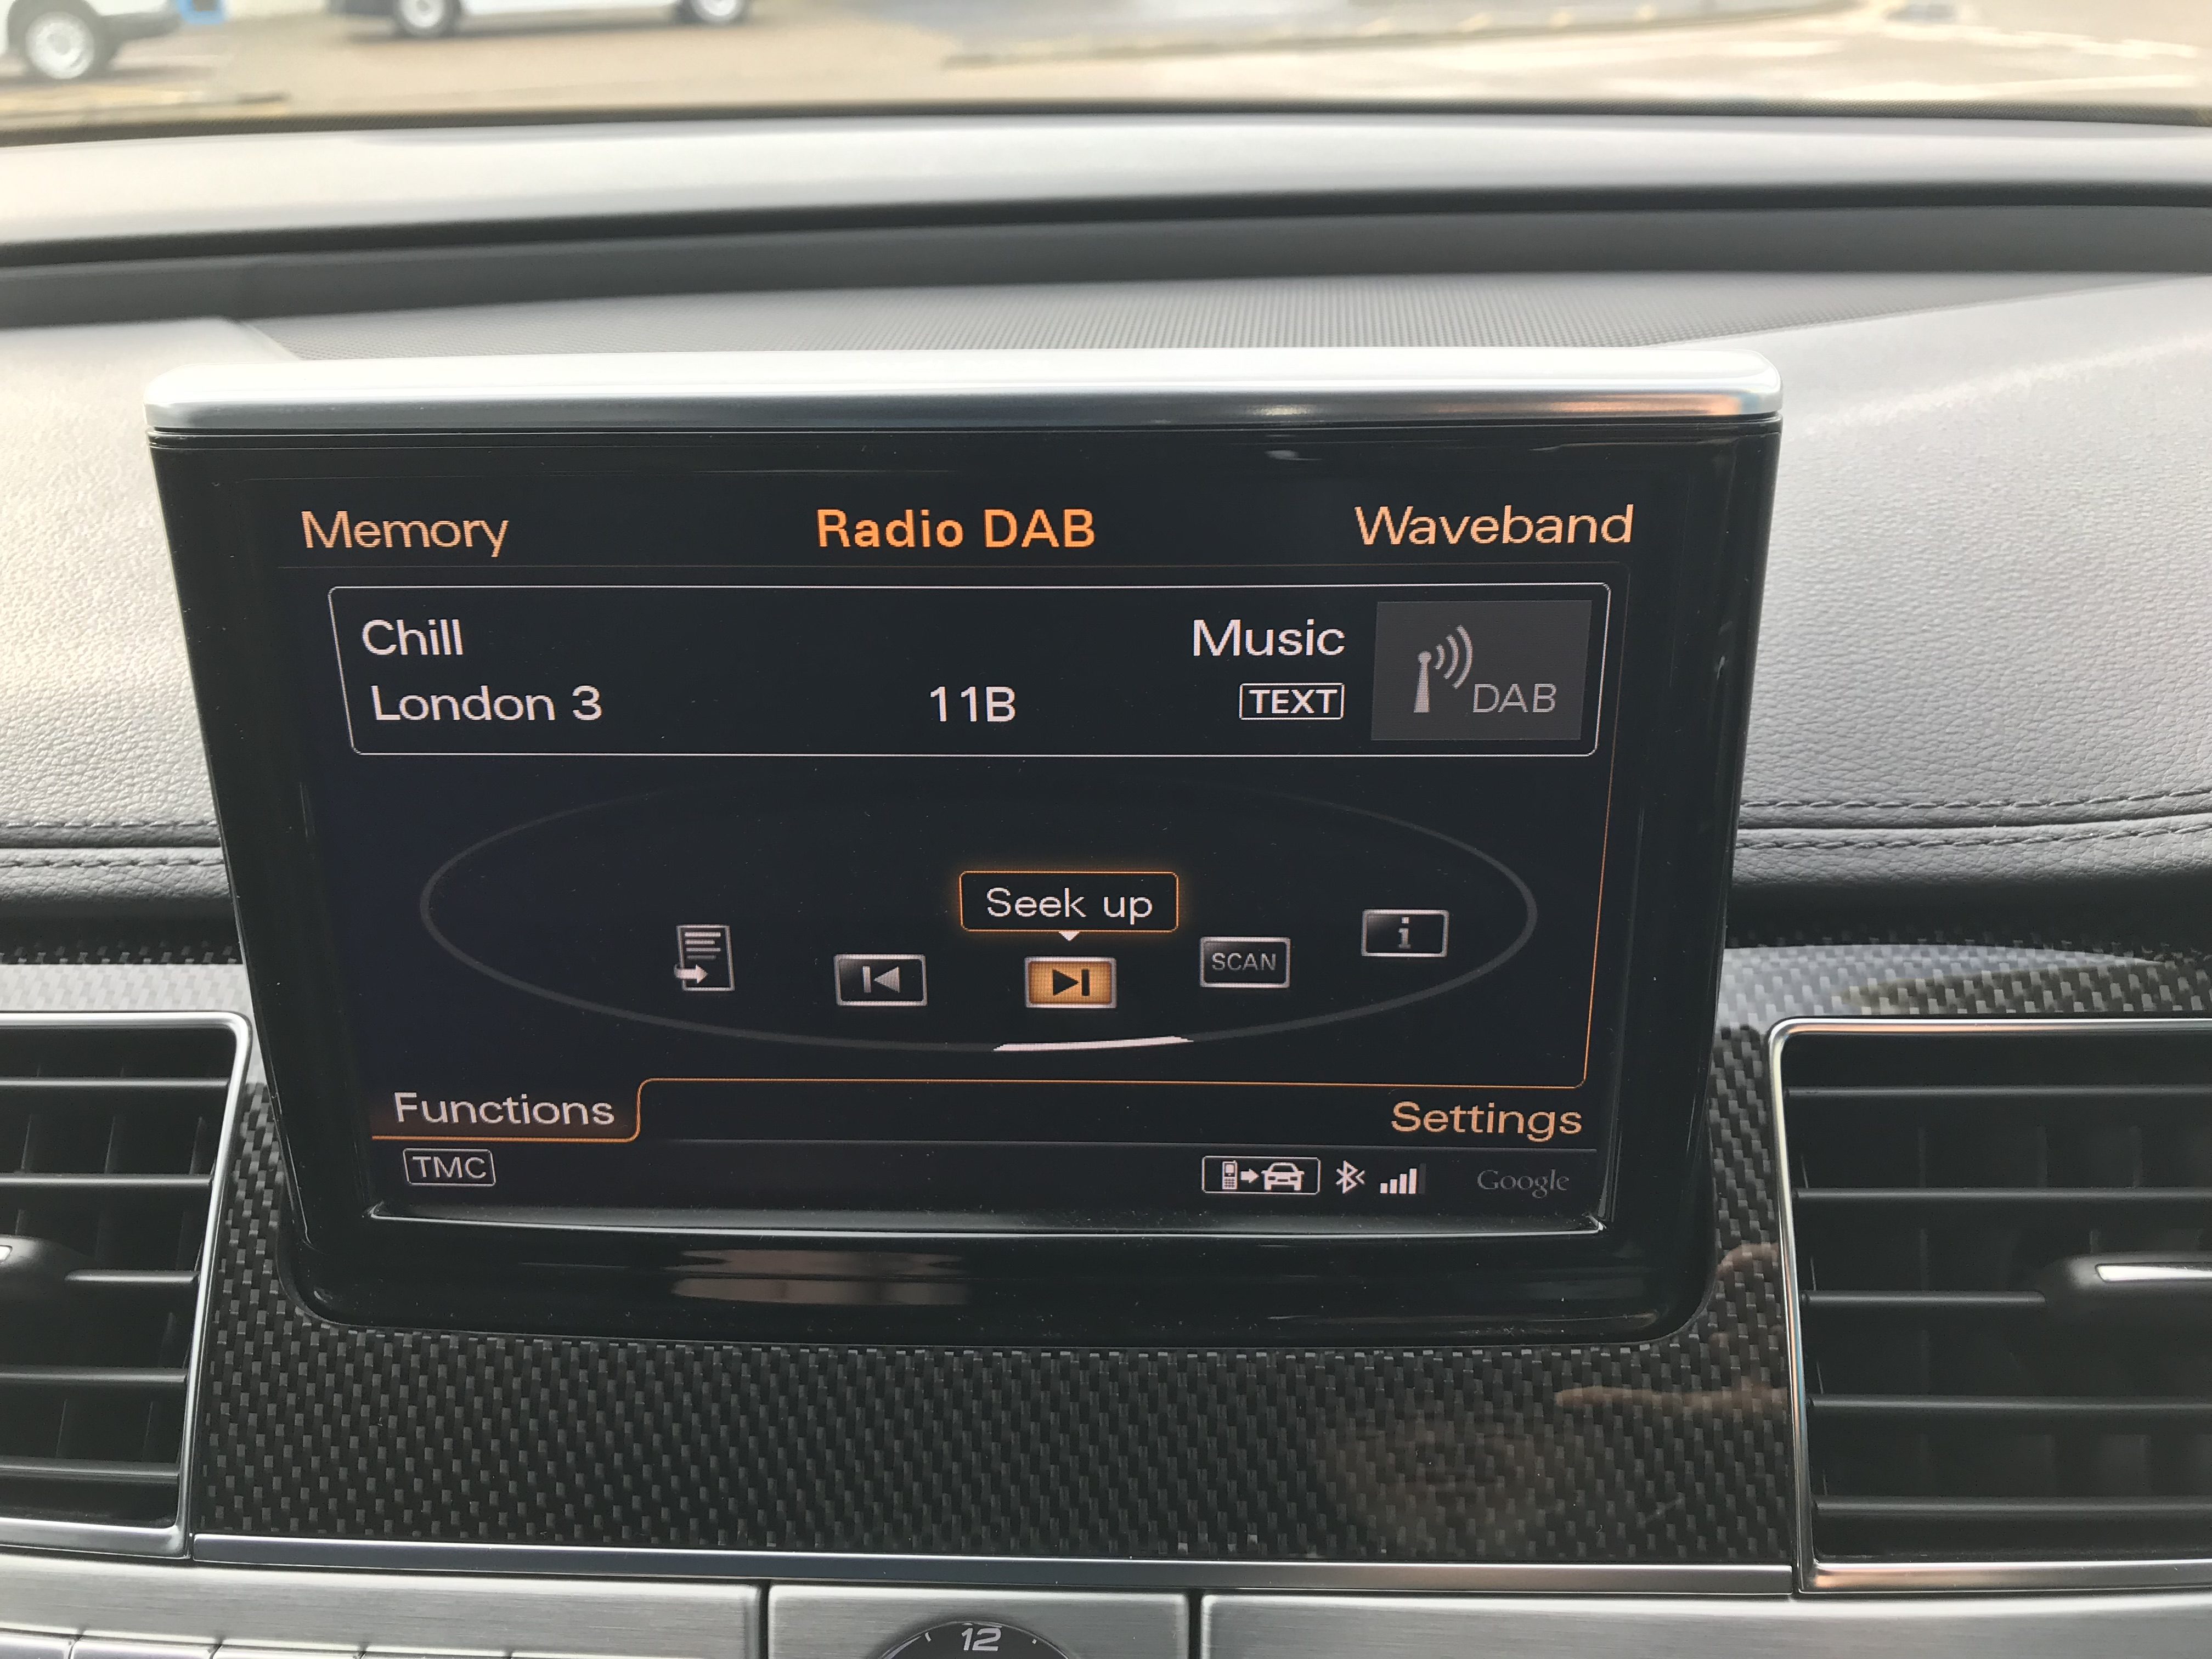 Memory Radio DAB Waveband
Chill Music
London 3 11B TEXT DAB
Seek up
SCAN i
Functions Settings
TMC Google
12